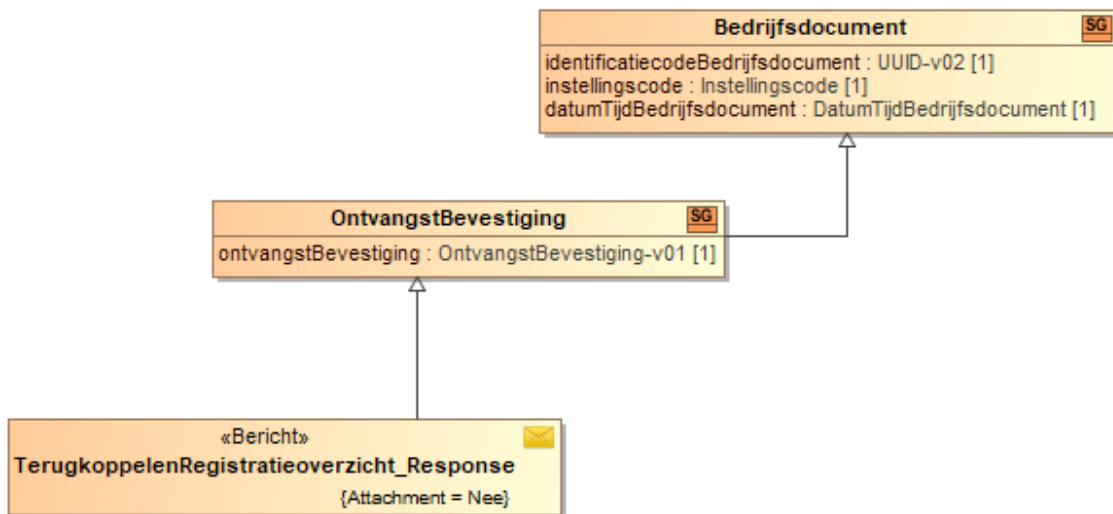 Bedrijfsdocument
SG
identificatiecodeBedrijfsdocument : UUID-v02 [1]
instellingscode : Instellingscode [1]
datumTijdBedrijfsdocument : DatumTijdBedrijfsdocument [1]
OntvangstBevestiging
SG
ontvangstBevestiging : OntvangstBevestiging-v01 [1]
«Bericht»
TerugkoppelenRegistratieoverzicht_Response
{Attachment = Nee}